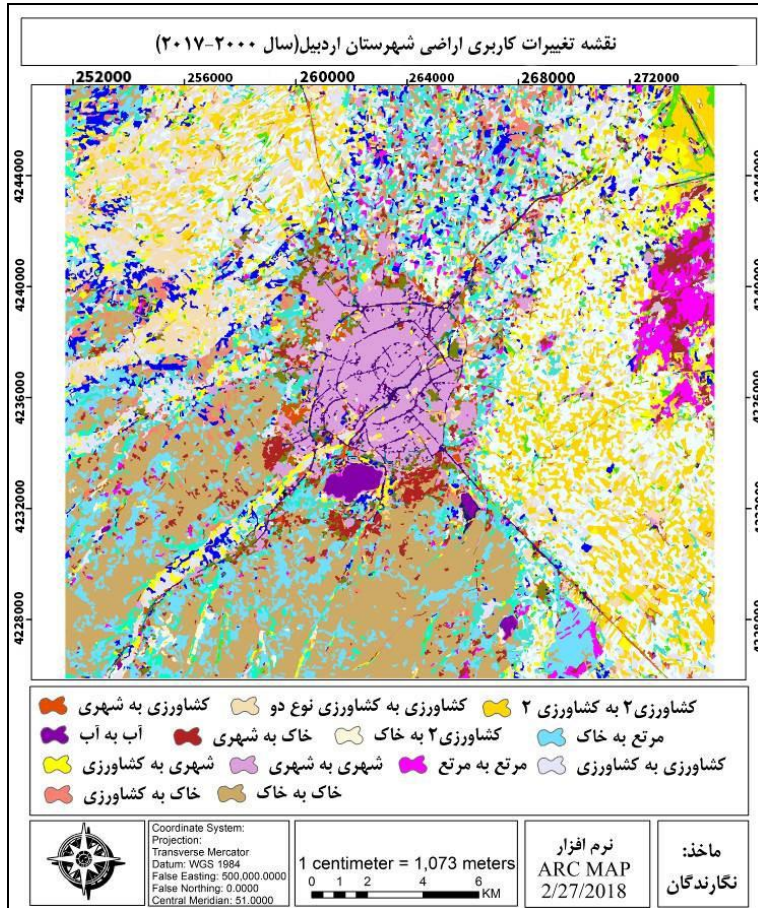 نقشه تغییرات کاربری اراضی شهرستان اردبیل(سال ۲۰۰۰-۲۰۱۷)
252000 256000 260000 264000 268000 272000
4244000 4244000
4240000 4240000
4236000 4236000
4232000 4232000
4228000 4228000
کشاورزی۲ به کشاورزی ۲ کشاورزی به کشاورزی نوع دو کشاورزی به شهری
مرتع به خاک کشاورزی۲ به خاک خاک به شهری آب به آب
کشاورزی به کشاورزی مرتع به مرتع شهری به شهری شهری به کشاورزی
خاک به خاک خاک به کشاورزی
Coordinate System:
Projection:
Transverse Mercator
Datum: WGS 1984
False Easting: 500,000.0000
False Northing: 0.0000
Central Meridian: 51.0000
1 centimeter = 1,073 meters
0 1 2 4 6
KM
نرم افزار
ARC MAP
2/27/2018
ماخذ:
نگارندگان